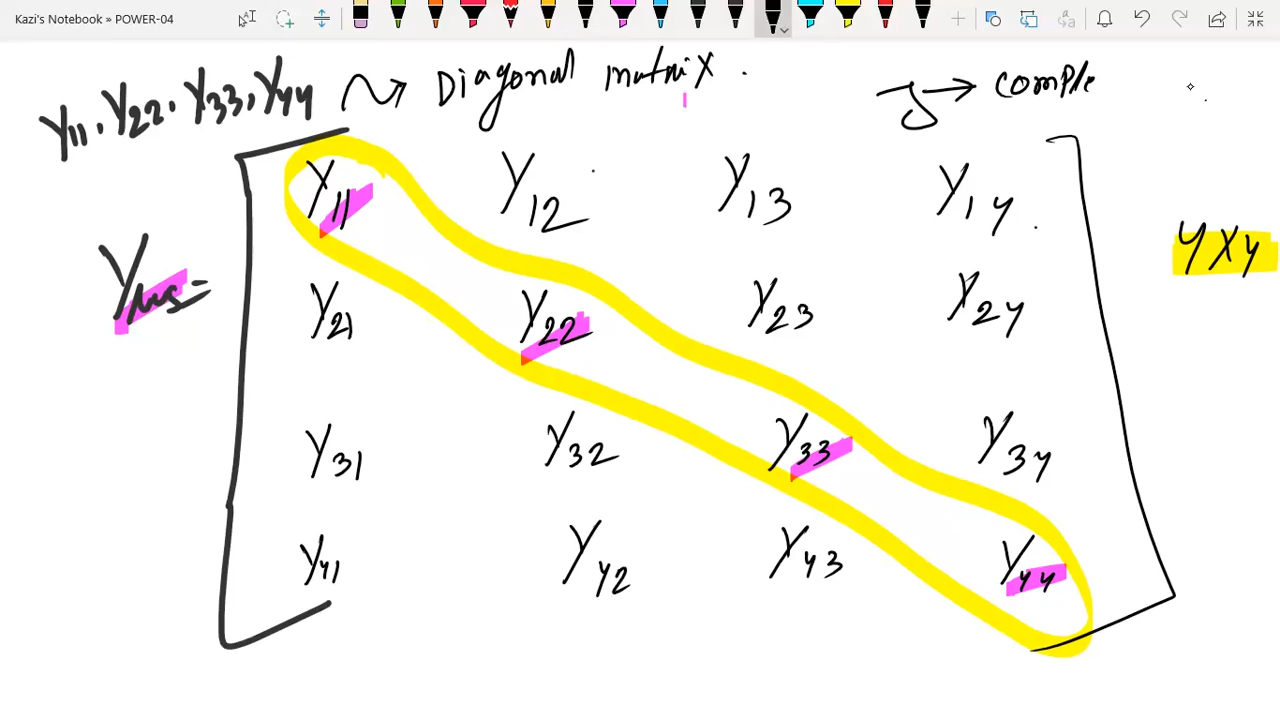 Kazi's Notebook » POWER-04
Y11, Y22, Y33, Y44 Diagonal matrix. y → comple
Y11 Y12 Y13 Y14
4x4
Ybus =
Y21 Y22 Y23 Y24
Y31 Y32 Y33 Y34
Y41 Y42 Y43 Y44